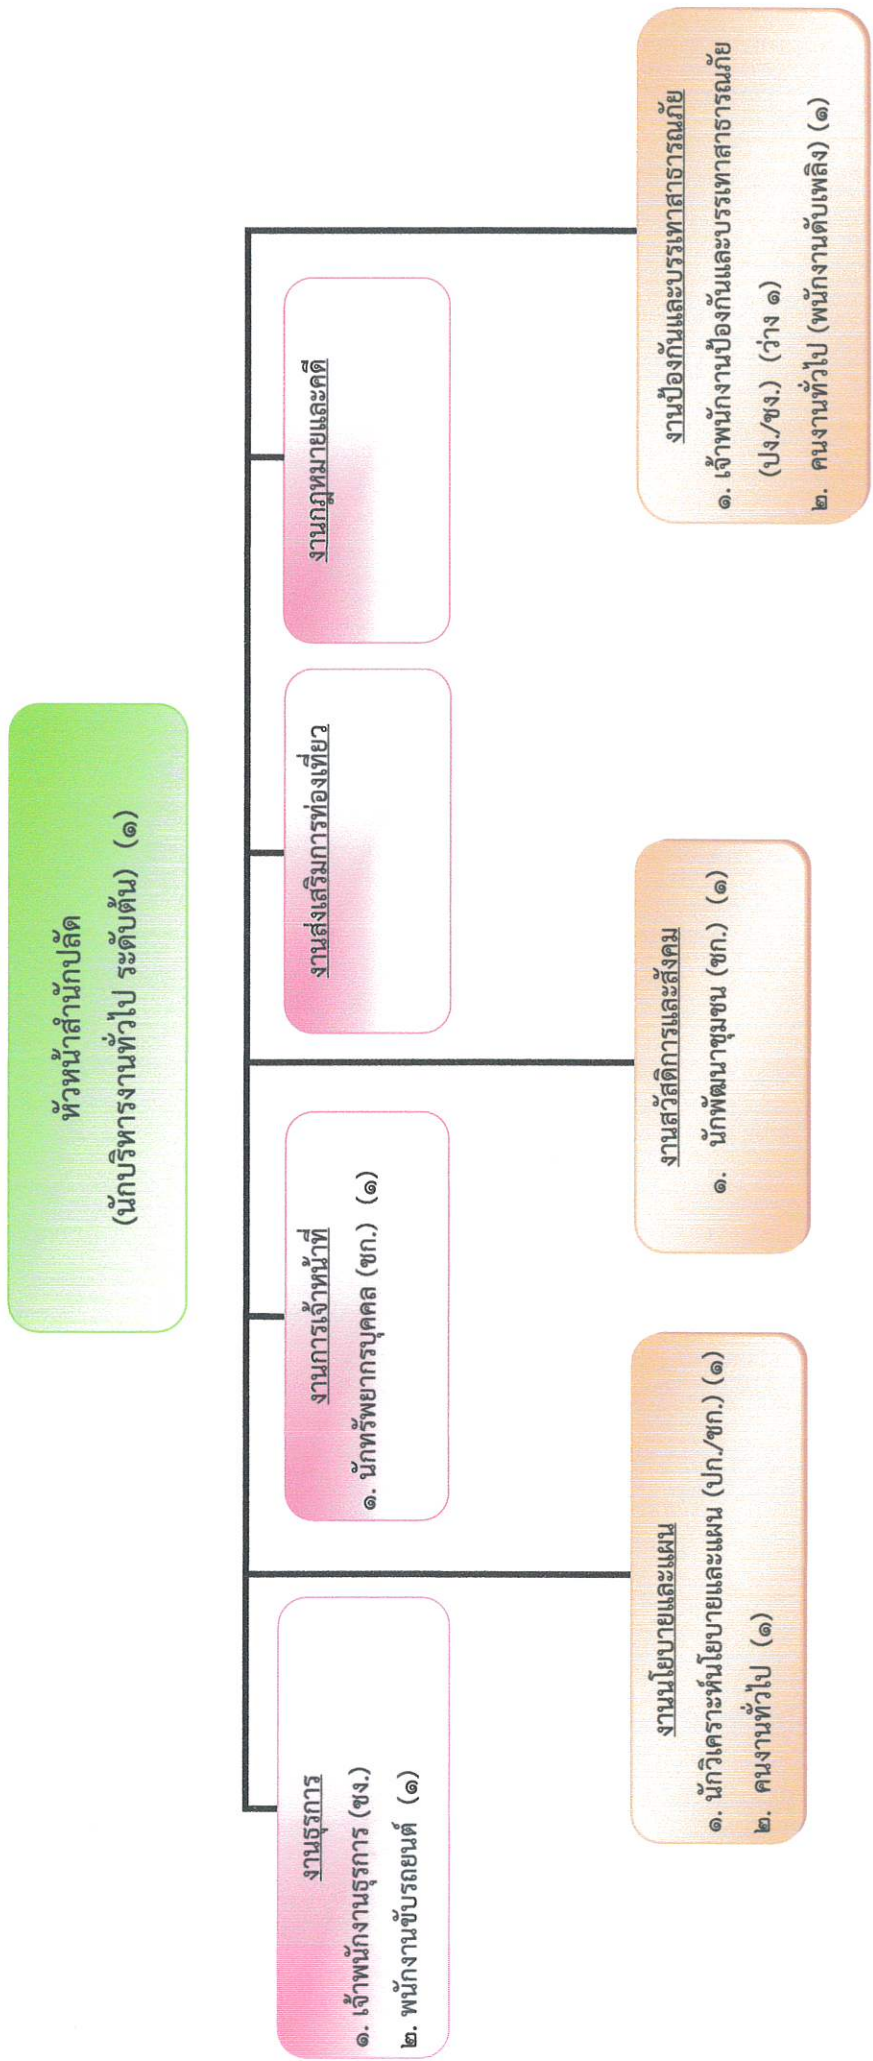 หัวหน้าสำนักปลัด
(นักบริหารงานทั่วไป ระดับต้น) (๑)
งานธุรการ
๑. เจ้าพนักงานธุรการ (ชง.)
๒. พนักงานขับรถยนต์ (๑)
งานการเจ้าหน้าที่
๑. นักทรัพยากรบุคคล (ชก.) (๑)
งานส่งเสริมการท่องเที่ยว
งานกฎหมายและคดี
งานนโยบายและแผน
๑. นักวิเคราะห์นโยบายและแผน (ปก./ชก.) (๑)
๒. คนงานทั่วไป (๑)
งานสวัสดิการและสังคม
๑. นักพัฒนาชุมชน (ชก.) (๑)
งานป้องกันและบรรเทาสาธารณภัย
๑. เจ้าพนักงานป้องกันและบรรเทาสาธารณภัย
(ปง./ชง.) (ว่าง ๑)
๒. คนงานทั่วไป (พนักงานดับเพลิง) (๑)